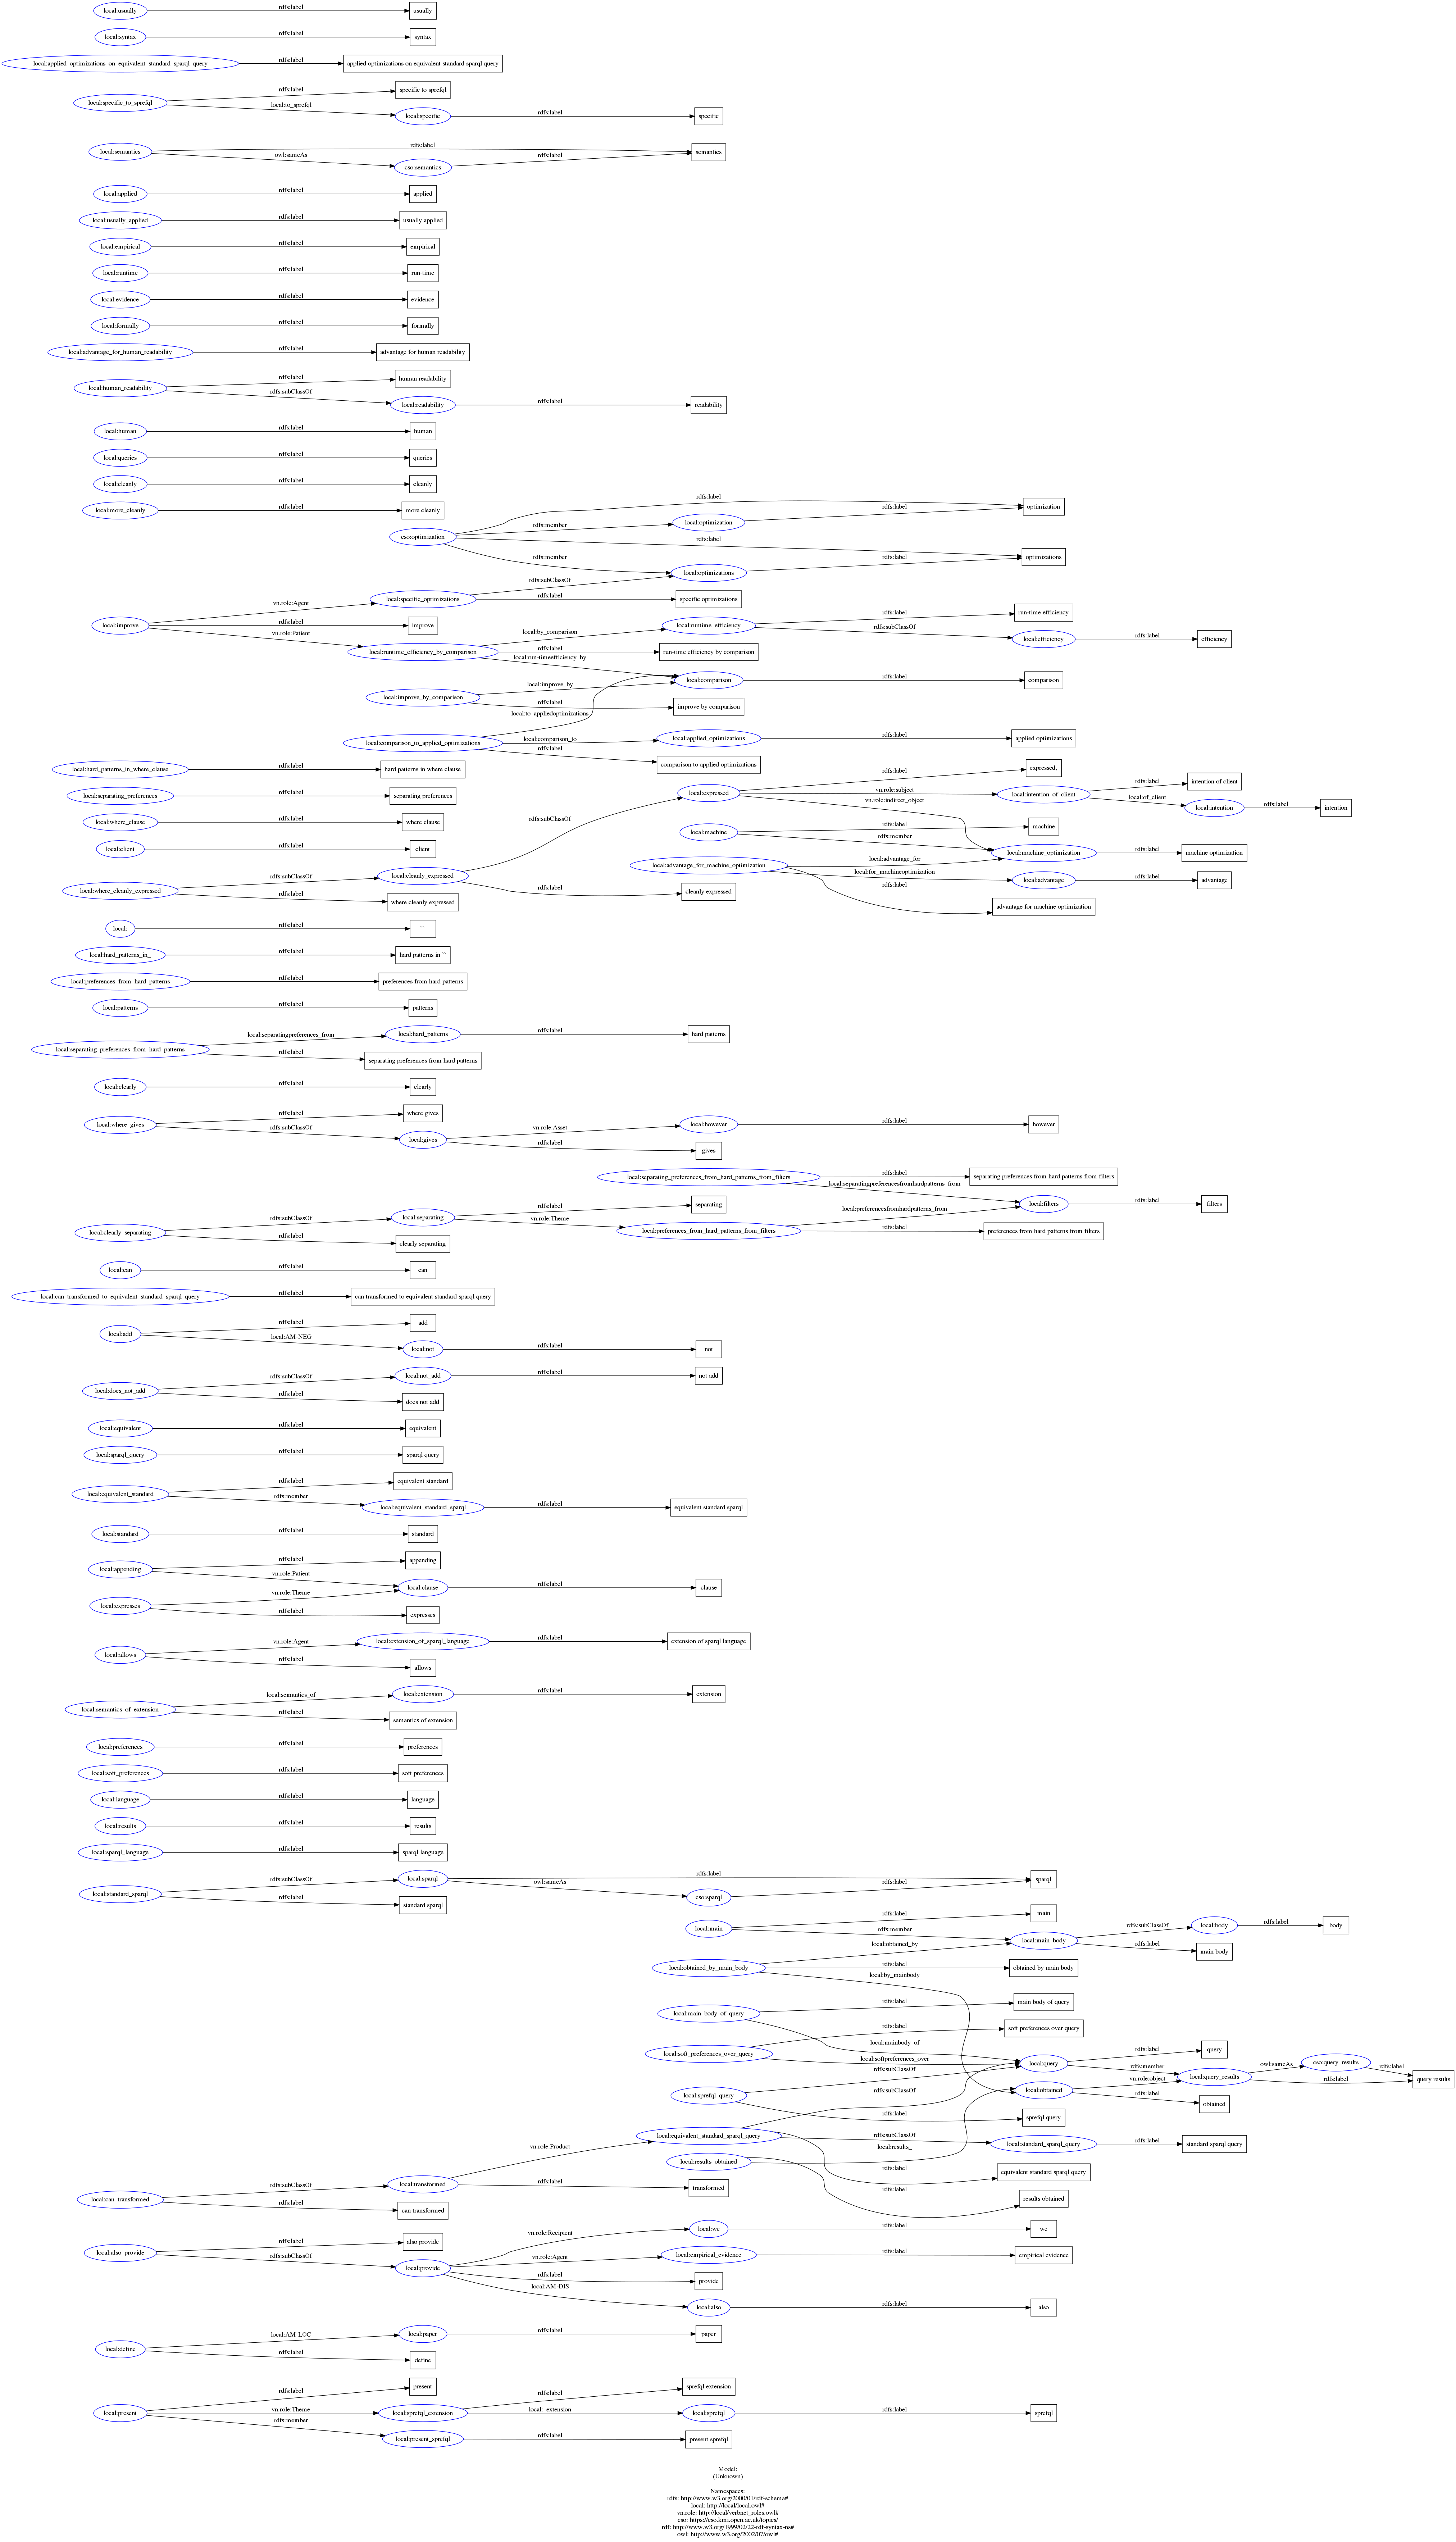 local:usually rdfs:label usually
local:syntax rdfs:label syntax
local:applied_optimizations_on_equivalent_standard_sparql_query rdfs:label applied optimizations on equivalent standard sparql query
rdfs:label specific to sprefql
local:specific_to_sprefql local:to_sprefql
local:specific rdfs:label specific
rdfs:label
local:semantics owl:sameAs rdfs:label semantics
cso:semantics
local:applied rdfs:label applied
local:usually_applied rdfs:label usually applied
local:empirical rdfs:label empirical
local:runtime rdfs:label run-time
local:evidence rdfs:label evidence
local:formally rdfs:label formally
local:advantage_for_human_readability rdfs:label advantage for human readability
rdfs:label human readability
local:human_readability rdfs:subClassOf
local:readability rdfs:label readability
local:human rdfs:label human
local:queries rdfs:label queries
local:cleanly rdfs:label cleanly
rdfs:label
local:more_cleanly rdfs:label more cleanly rdfs:label optimization
rdfs:member local:optimization
cso:optimization rdfs:label
rdfs:member rdfs:label optimizations
local:optimizations
rdfs:subClassOf
vn.role:Agent local:specific_optimizations rdfs:label specific optimizations
rdfs:label run-time efficiency
local:improve rdfs:label improve local:by_comparison local:runtime_efficiency rdfs:subClassOf
vn.role:Patient local:efficiency rdfs:label efficiency
local:runtime_efficiency_by_comparison rdfs:label run-time efficiency by comparison
local:run-timeefficiency_by
local:improve_by local:comparison rdfs:label comparison
local:improve_by_comparison rdfs:label improve by comparison
local:to_appliedoptimizations
local:comparison_to_applied_optimizations local:comparison_to local:applied_optimizations rdfs:label applied optimizations
rdfs:label comparison to applied optimizations
local:hard_patterns_in_where_clause rdfs:label hard patterns in where clause rdfs:label expressed,
rdfs:label intention of client
local:separating_preferences rdfs:label separating preferences local:expressed vn.role:subject local:intention_of_client local:of_client
vn.role:indirect_object local:intention rdfs:label intention
local:where_clause rdfs:label where clause rdfs:subClassOf
local:machine rdfs:label machine
rdfs:member
local:client rdfs:label client local:machine_optimization rdfs:label machine optimization
local:advantage_for_machine_optimization local:advantage_for
local:for_machineoptimization local:advantage rdfs:label advantage
rdfs:subClassOf local:cleanly_expressed rdfs:label
local:where_cleanly_expressed rdfs:label where cleanly expressed rdfs:label cleanly expressed
advantage for machine optimization
local: rdfs:label ``
local:hard_patterns_in_ rdfs:label hard patterns in ``
local:preferences_from_hard_patterns rdfs:label preferences from hard patterns
local:patterns rdfs:label patterns
local:separatingpreferences_from local:hard_patterns rdfs:label hard patterns
local:separating_preferences_from_hard_patterns rdfs:label separating preferences from hard patterns
local:clearly rdfs:label clearly
rdfs:label where gives
local:where_gives rdfs:subClassOf vn.role:Asset local:however rdfs:label however
local:gives rdfs:label gives
local:separating_preferences_from_hard_patterns_from_filters rdfs:label separating preferences from hard patterns from filters
local:separatingpreferencesfromhardpatterns_from
rdfs:label separating local:filters rdfs:label filters
rdfs:subClassOf local:separating vn.role:Theme local:preferencesfromhardpatterns_from
local:clearly_separating rdfs:label clearly separating local:preferences_from_hard_patterns_from_filters rdfs:label preferences from hard patterns from filters
local:can rdfs:label can
local:can_transformed_to_equivalent_standard_sparql_query rdfs:label can transformed to equivalent standard sparql query
rdfs:label add
local:add local:AM-NEG
local:not rdfs:label not
rdfs:subClassOf local:not_add rdfs:label not add
local:does_not_add rdfs:label does not add
local:equivalent rdfs:label equivalent
local:sparql_query rdfs:label sparql query
rdfs:label equivalent standard
local:equivalent_standard rdfs:member
local:equivalent_standard_sparql rdfs:label equivalent standard sparql
local:standard rdfs:label standard
rdfs:label appending
local:appending vn.role:Patient
local:clause rdfs:label clause
vn.role:Theme
local:expresses rdfs:label expresses
vn.role:Agent local:extension_of_sparql_language rdfs:label extension of sparql language
local:allows rdfs:label allows
local:semantics_of local:extension rdfs:label extension
local:semantics_of_extension rdfs:label semantics of extension
local:preferences rdfs:label preferences
local:soft_preferences rdfs:label soft preferences
local:language rdfs:label language
local:results rdfs:label results
local:sparql_language rdfs:label sparql language
rdfs:subClassOf local:sparql rdfs:label sparql
owl:sameAs rdfs:label
local:standard_sparql rdfs:label standard sparql cso:sparql
rdfs:label main
local:main rdfs:member rdfs:subClassOf local:body rdfs:label body
local:obtained_by local:main_body rdfs:label main body
local:obtained_by_main_body rdfs:label obtained by main body
local:by_mainbody
rdfs:label main body of query
local:main_body_of_query
rdfs:label soft preferences over query
local:mainbody_of
local:soft_preferences_over_query local:softpreferences_over rdfs:label query
local:query rdfs:member owl:sameAs cso:query_results rdfs:label
rdfs:subClassOf local:query_results rdfs:label query results
local:sprefql_query rdfs:subClassOf vn.role:object
local:obtained rdfs:label obtained
rdfs:label sprefql query
local:equivalent_standard_sparql_query rdfs:subClassOf local:standard_sparql_query rdfs:label standard sparql query
vn.role:Product local:results_
local:results_obtained rdfs:label equivalent standard sparql query
rdfs:subClassOf local:transformed rdfs:label transformed rdfs:label
local:can_transformed rdfs:label can transformed results obtained
vn.role:Recipient local:we rdfs:label we
rdfs:label also provide
local:also_provide rdfs:subClassOf vn.role:Agent local:empirical_evidence rdfs:label empirical evidence
local:provide rdfs:label provide
local:AM-DIS
local:also rdfs:label also
local:AM-LOC local:paper rdfs:label paper
local:define rdfs:label define
rdfs:label present rdfs:label sprefql extension
local:present vn.role:Theme local:sprefql_extension local:_extension local:sprefql rdfs:label sprefql
rdfs:member
local:present_sprefql rdfs:label present sprefql
Model:
(Unknown)
Namespaces:
rdfs: http://www.w3.org/2000/01/rdf-schema#
local: http://local/local.owl#
vn.role: http://local/verbnet_roles.owl#
cso: https://cso.kmi.open.ac.uk/topics/
rdf: http://www.w3.org/1999/02/22-rdf-syntax-ns#
owl: http://www.w3.org/2002/07/owl#